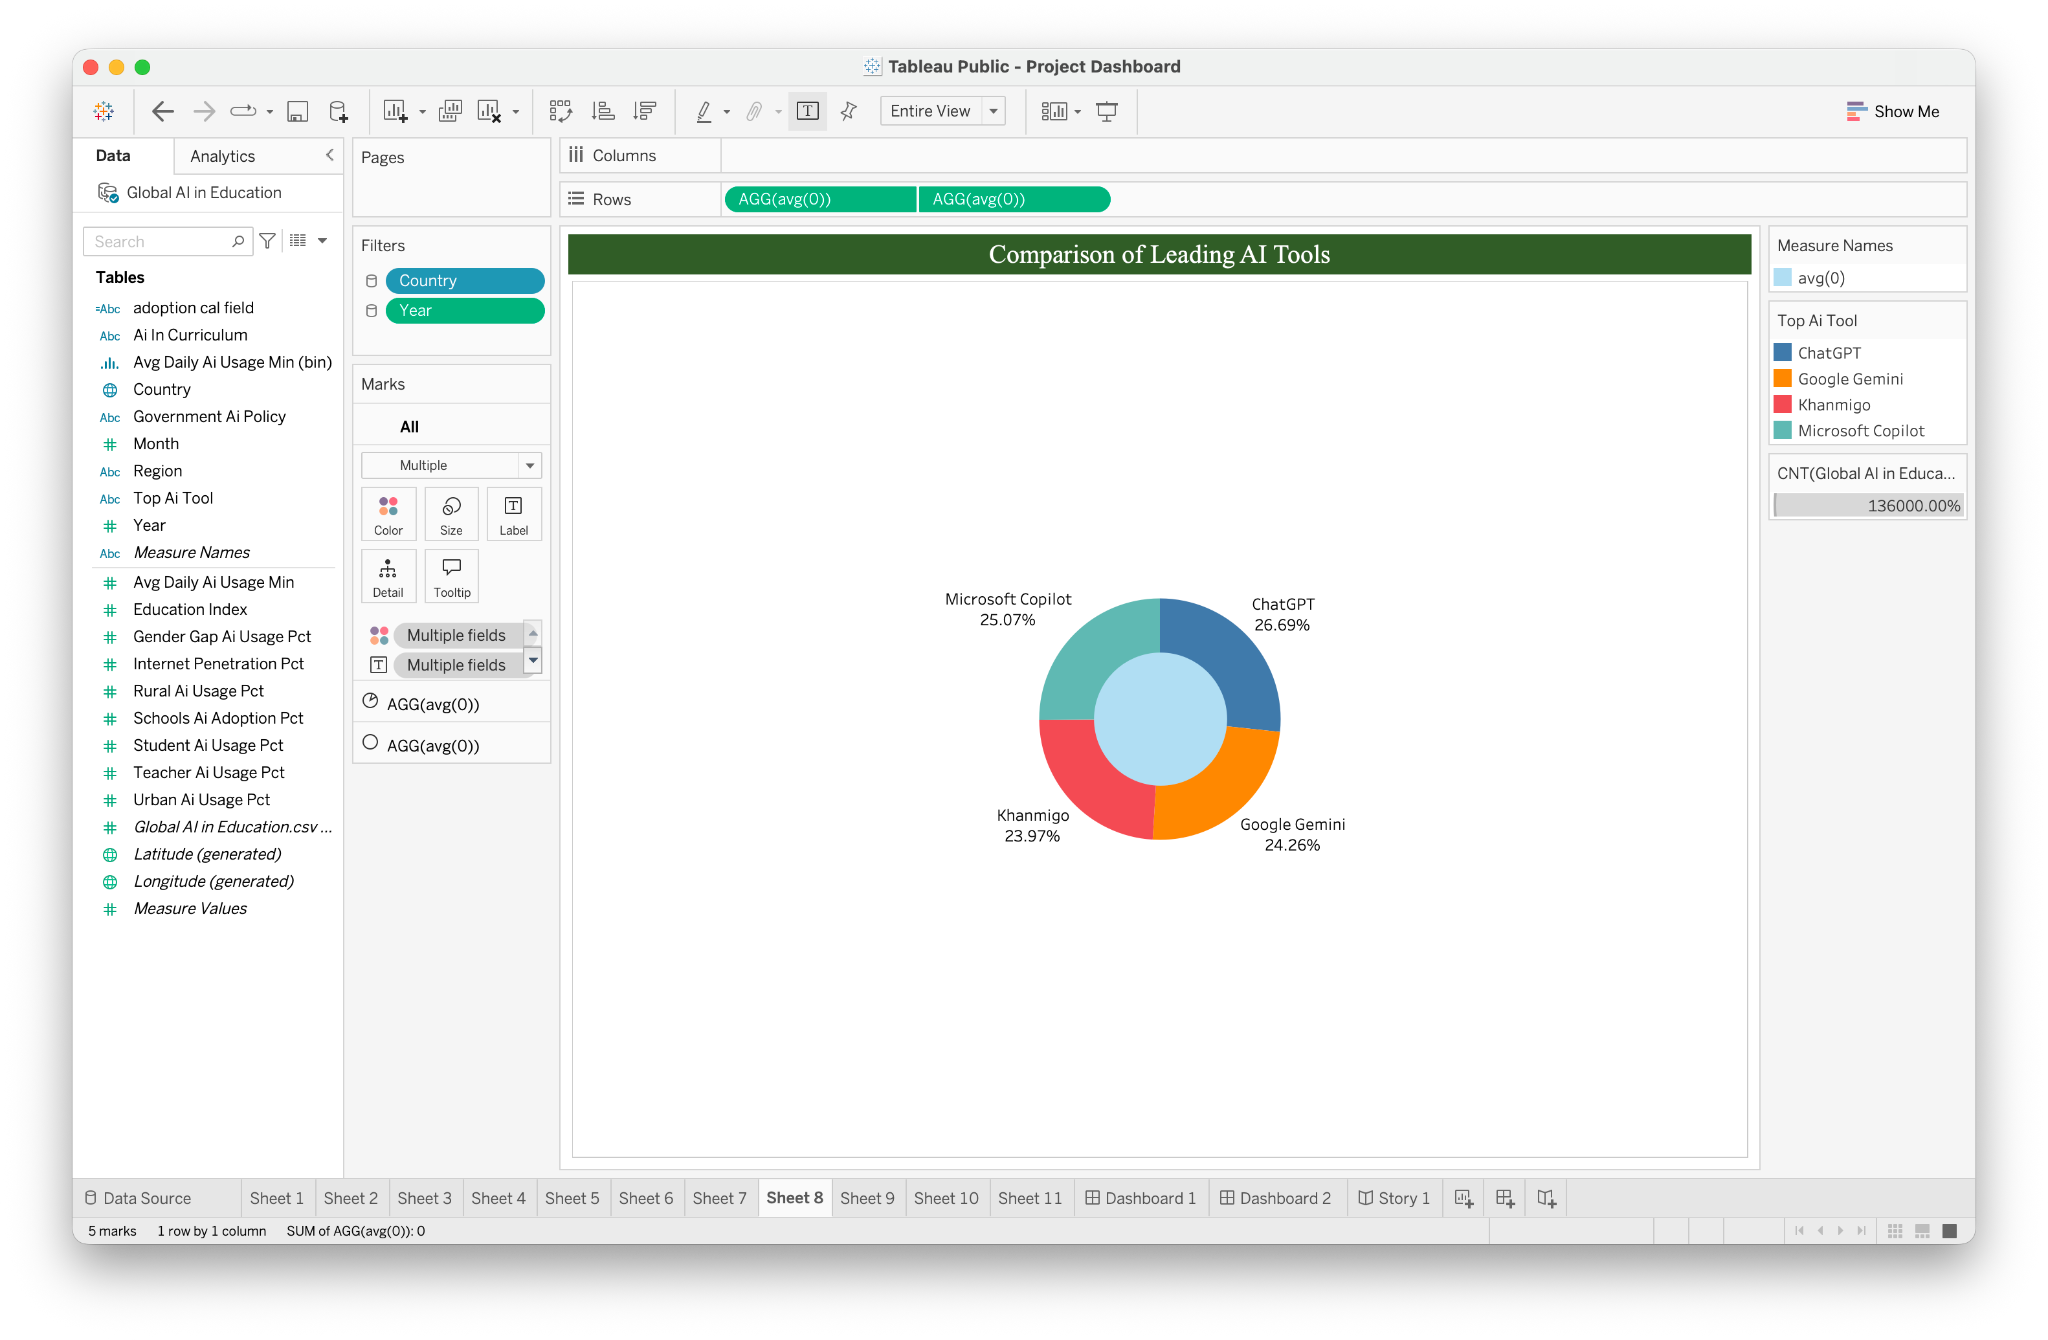 Tableau Public - Project Dashboard
Entire View
Show Me
Data
Analytics
Global AI in Education
Search
Tables
=Abc adoption cal field
Abc Ai In Curriculum
Avg Daily Ai Usage Min (bin)
Country
Abc Government Ai Policy
Month
Abc Region
Abc Top Ai Tool
Year
Abc Measure Names
Avg Daily Ai Usage Min
Education Index
Gender Gap Ai Usage Pct
Internet Penetration Pct
Rural Ai Usage Pct
Schools Ai Adoption Pct
Student Ai Usage Pct
Teacher Ai Usage Pct
Urban Ai Usage Pct
Global AI in Education.csv ...
Latitude (generated)
Longitude (generated)
Measure Values
Pages
Filters
Country
Year
Marks
All
Multiple
Color
Size
T
Label
Detail
Tooltip
Multiple fields
T Multiple fields
AGG(avg(0))
AGG(avg(0))
Columns
Rows
AGG(avg(0))
AGG(avg(0))
Comparison of Leading AI Tools
Microsoft Copilot
25.07%
ChatGPT
26.69%
Khanmigo
23.97%
Google Gemini
24.26%
Measure Names
avg(0)
Top Ai Tool
ChatGPT
Google Gemini
Khanmigo
Microsoft Copilot
CNT(Global AI in Educa...
136000.00%
Data Source
Sheet 1
Sheet 2
Sheet 3
Sheet 4
Sheet 5
Sheet 6
Sheet 7
Sheet 8
Sheet 9
Sheet 10
Sheet 11
Dashboard 1
Dashboard 2
Story 1
5 marks
1 row by 1 column
SUM of AGG(avg(0)): 0